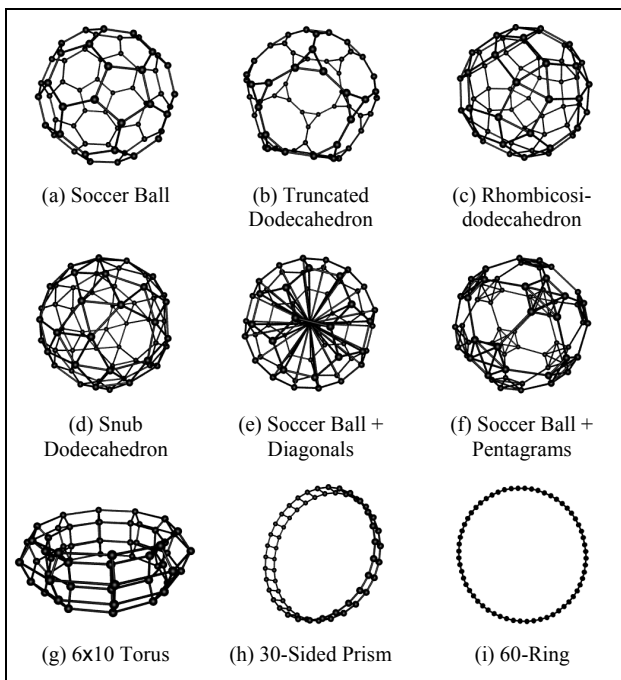 (a) Soccer Ball
(b) Truncated
Dodecahedron
(c) Rhombicosi-
dodecahedron
(d) Snub
Dodecahedron
(e) Soccer Ball +
Diagonals
(f) Soccer Ball +
Pentagrams
(g) 6x10 Torus
(h) 30-Sided Prism
(i) 60-Ring